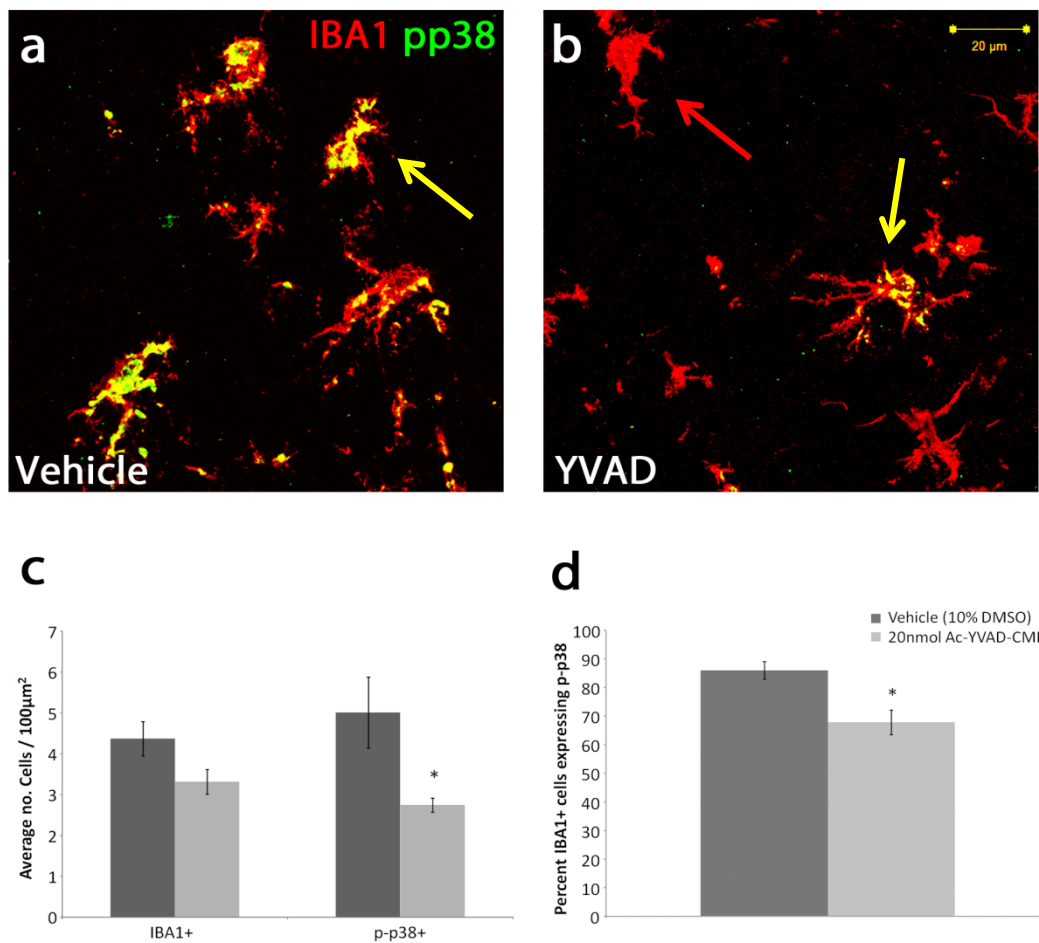 a
IBA1 pp38
Vehicle
b
20 µm
YVAD
c
Average no. Cells / 100µm²
7
6
5
4
3
2
1
0
*
IBA1+
p-p38+
d
Vehicle (10% DMSO)
20nmol Ac-YVAD-CM
Percent IBA1+ cells expressing p-p38
100
90
80
70
60
50
40
30
20
10
0
*